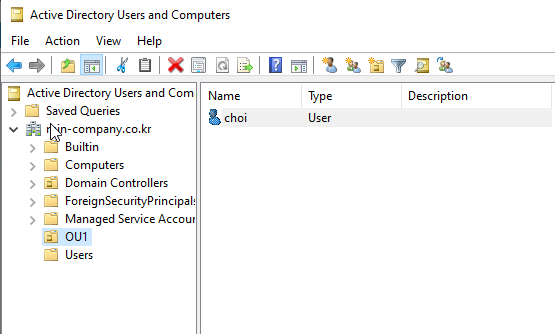 Active Directory Users and Computers
File Action View Help
Active Directory Users and Com
Saved Queries
in-company.co.kr
Builtin
Computers
Domain Controllers
ForeignSecurityPrincipals
Managed Service Accour
OU1
Users
Name Type Description
choi User